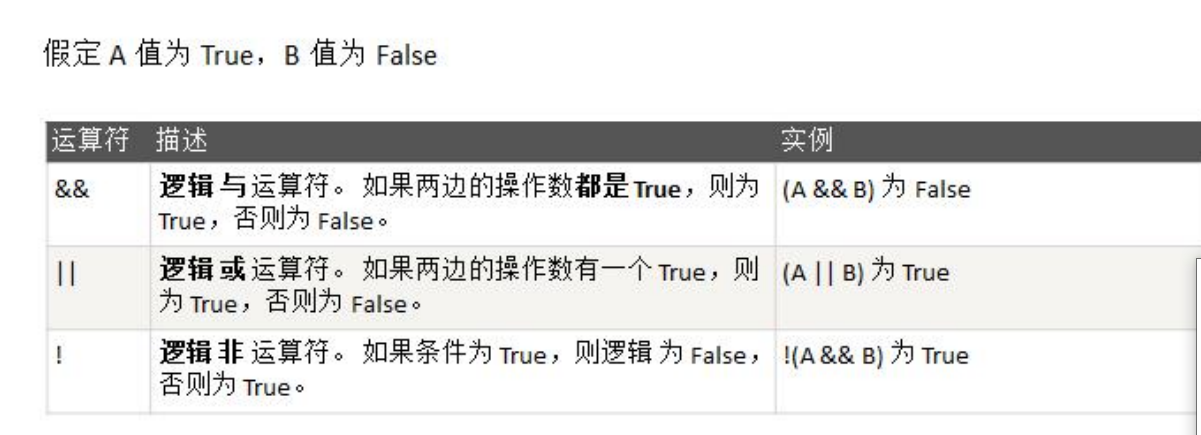 假定 A 值为 True，B 值为 False
运算符 描述 实例
&& 逻辑 与 运算符。 如果两边的操作数都是 True，则为 (A && B) 为 False
True，否则为 False。
|| 逻辑 或 运算符。 如果两边的操作数有一个 True，则 (A || B) 为 True
为 True，否则为 False。
! 逻辑 非 运算符。 如果条件为 True，则逻辑 为 False， !(A && B) 为 True
否则为 True。